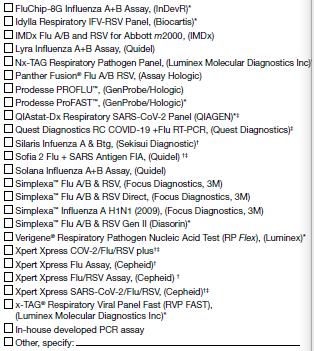 FluChip-8G Influenza A+B Assay, (InDevR)*
Idylla Respiratory IFV-RSV Panel, (Biocartis)*
IMDx Flu A/B and RSV for Abbott m2000, (IMDx)
Lyra Influenza A+B Assay, (Quidel)
Nx-TAG Respiratory Pathogen Panel, (Luminex Molecular Diagnostics Inc)
Panther Fusion® Flu A/B RSV, (Assay Hologic)
Prodesse PROFLU™, (GenProbe/Hologic)
Prodesse ProFAST™, (GenProbe/Hologic)*
QIAstat-Dx Respiratory SARS-CoV-2 Panel (QIAGEN)*‡
Quest Diagnostics RC COVID-19 +Flu RT-PCR, (Quest Diagnostics)‡
Silaris Infuenza A & Btg, (Sekisui Diagnostic)†
Sofia 2 Flu + SARS Antigen FIA, (Quidel) †‡
Solana Influenza A+B Assay, (Quidel)
Simplexa™ Flu A/B & RSV, (Focus Diagnostics, 3M)
Simplexa™ Flu A/B & RSV Direct, (Focus Diagnostics, 3M)
Simplexa™ Influenza A H1N1 (2009), (Focus Diagnostics, 3M)
Simplexa™ Flu A/B & RSV Gen II (Diasorin)*
Verigene® Respiratory Pathogen Nucleic Acid Test (RP Flex), (Luminex)*
Xpert Xpress COV-2/Flu/RSV plus†‡
Xpert Xpress Flu Assay, (Cepheid)†
Xpert Xpress Flu/RSV Assay, (Cepheid) †
Xpert Xpress SARS-CoV-2/Flu/RSV, (Cepheid)†‡
x-TAG® Respiratory Viral Panel Fast (RVP FAST),
(Luminex Molecular Diagnostics Inc)*
In-house developed PCR assay
Other, specify: